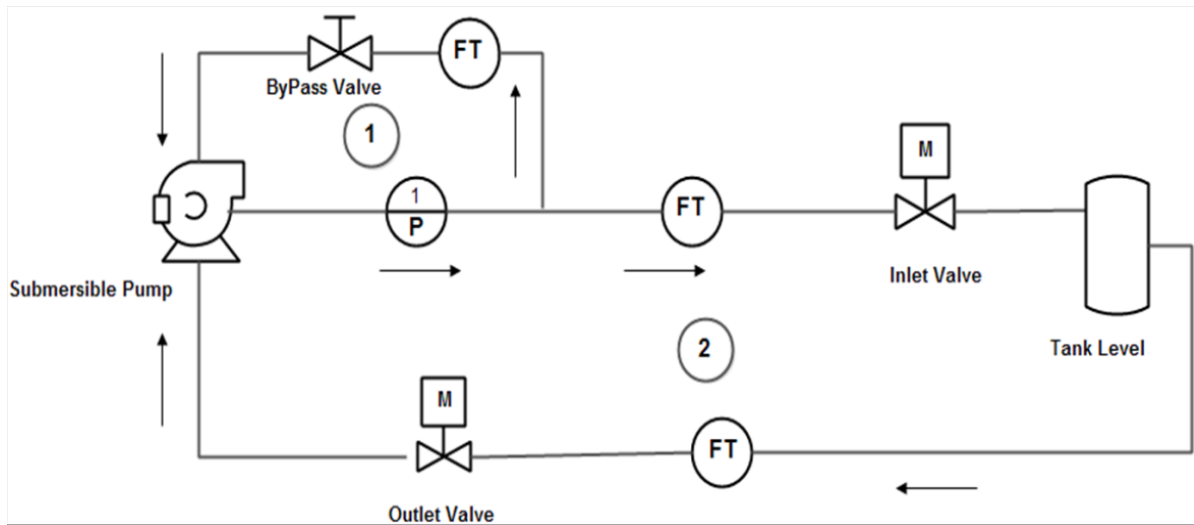 FT
ByPass Valve
1
M
1
P
FT
Inlet Valve
Submersible Pump
2
Tank Level
M
FT
Outlet Valve